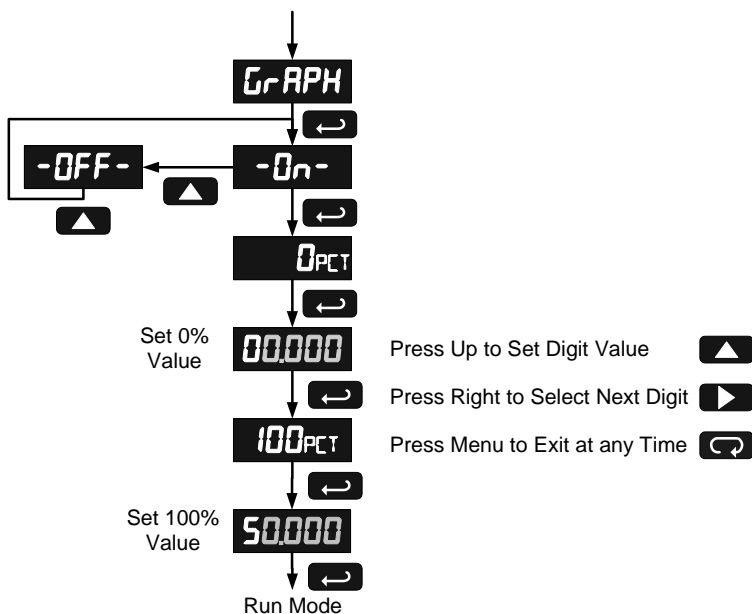 GrAPH
-OFF-
-On-
0PCT
Set 0%
Value
00.000
Press Up to Set Digit Value
Press Right to Select Next Digit
100PCT
Press Menu to Exit at any Time
Set 100%
Value
50.000
Run Mode